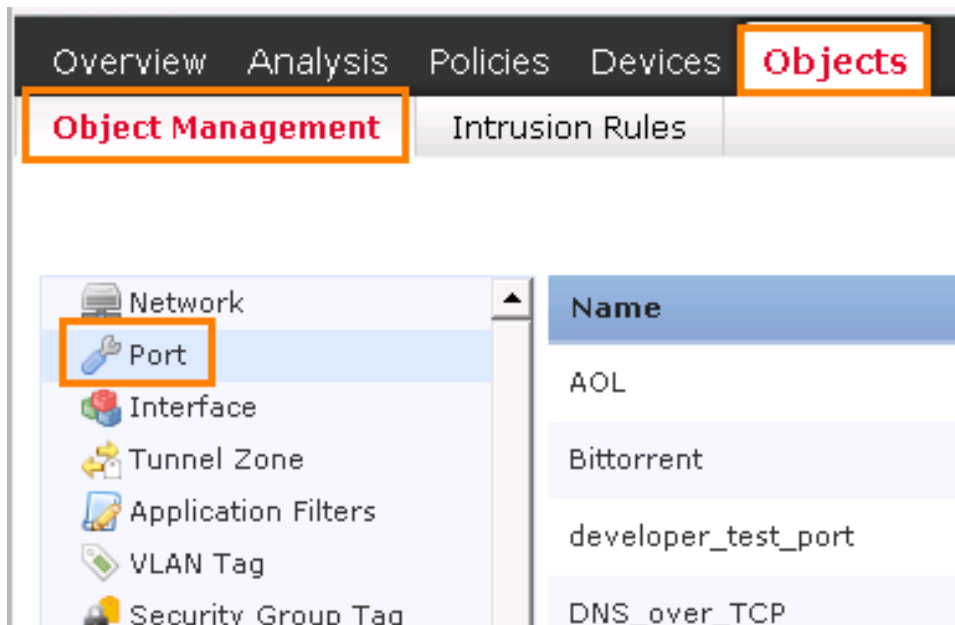 Overview Analysis Policies Devices Objects
Object Management Intrusion Rules
Network
Port
Interface
Tunnel Zone
Application Filters
VLAN Tag
Security Group Tag
Name
AOL
Bittorrent
developer_test_port
DNS_over_TCP